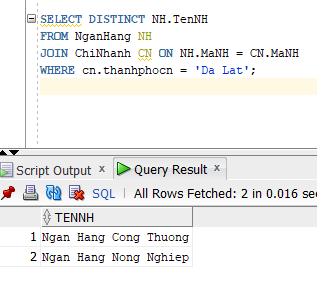 SELECT DISTINCT NH.TenNH
FROM NganHang NH
JOIN ChiNhanh CN ON NH.MaNH = CN.MaNH
WHERE cn.thanhphocn = 'Da Lat';
Script Output x Query Result x
SQL | All Rows Fetched: 2 in 0.016 sec
TENNH
1 Ngan Hang Cong Thuong
2 Ngan Hang Nong Nghiep